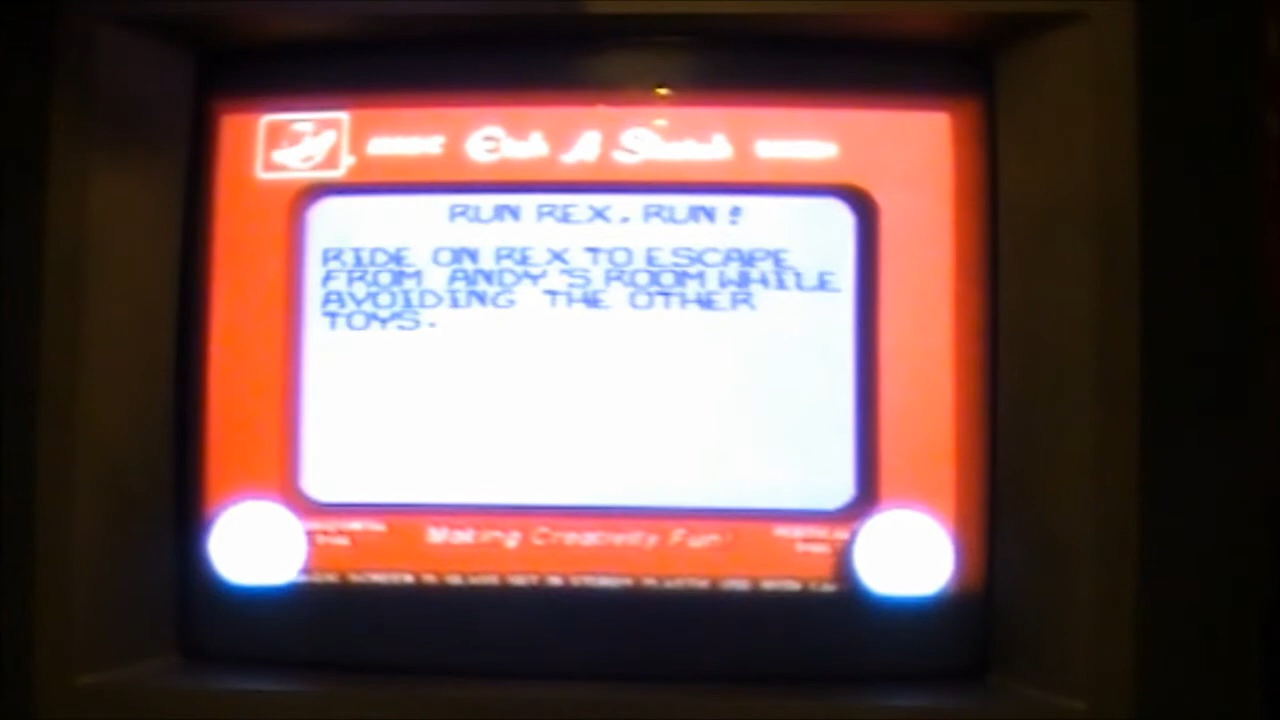 Etch A Sketch
RUN REX, RUN!
RIDE ON REX TO ESCAPE
FROM ANDY'S ROOM WHILE
AVOIDING THE OTHER
TOYS.
Making Creativity Fun!